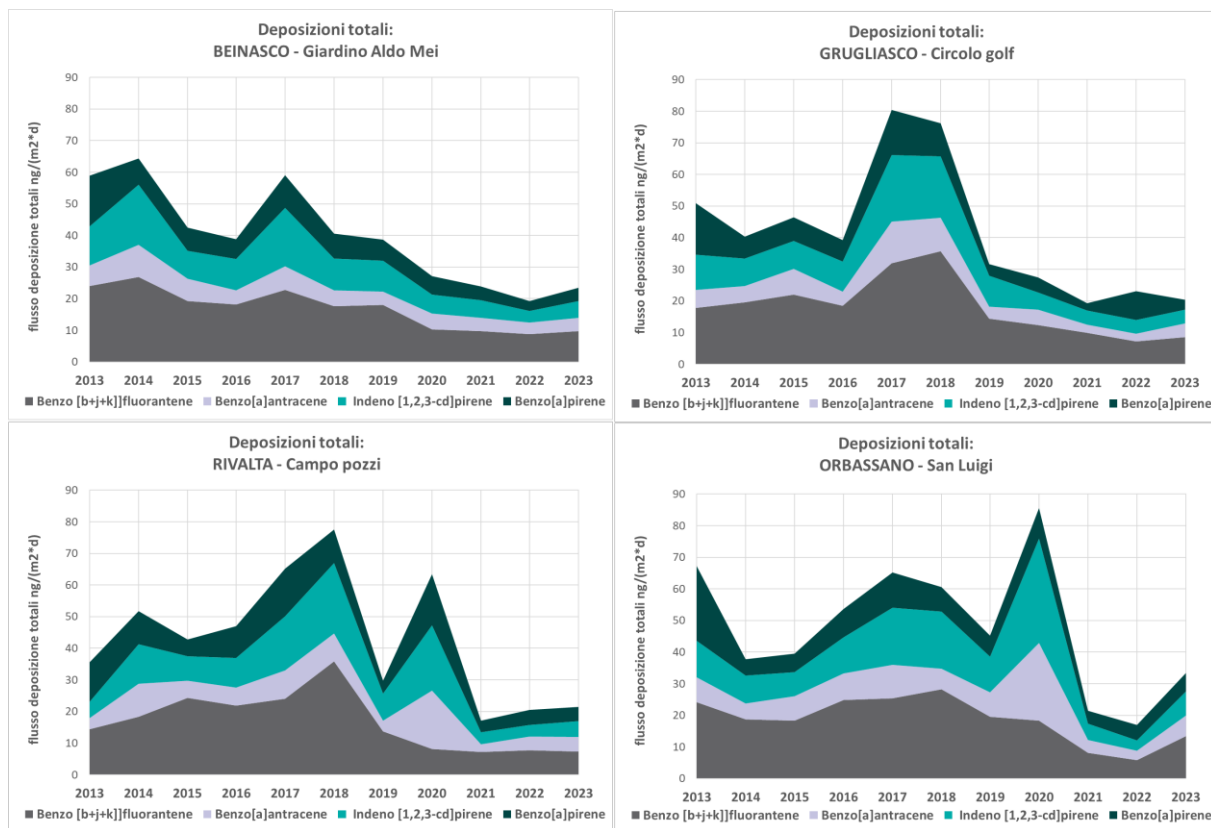 Deposizioni totali:
BEINASCO - Giardino Aldo Mei
flusso deposizione totali ng/(m2*d)
90
80
70
60
50
40
30
20
10
0
2013 2014 2015 2016 2017 2018 2019 2020 2021 2022 2023
Benzo [b+j+k]]fluorantene Benzo[a]antracene Indeno [1,2,3-cd]pirene Benzo[a]pirene
Deposizioni totali:
GRUGLIASCO - Circolo golf
flusso deposizione totali ng/(m2*d)
90
80
70
60
50
40
30
20
10
0
2013 2014 2015 2016 2017 2018 2019 2020 2021 2022 2023
Benzo [b+j+k]]fluorantene Benzo[a]antracene Indeno [1,2,3-cd]pirene Benzo[a]pirene
Deposizioni totali:
RIVALTA - Campo pozzi
flusso deposizione totali ng/(m2*d)
90
80
70
60
50
40
30
20
10
0
2013 2014 2015 2016 2017 2018 2019 2020 2021 2022 2023
Benzo [b+j+k]]fluorantene Benzo[a]antracene Indeno [1,2,3-cd]pirene Benzo[a]pirene
Deposizioni totali:
ORBASSANO - San Luigi
flusso deposizione totali ng/(m2*d)
90
80
70
60
50
40
30
20
10
0
2013 2014 2015 2016 2017 2018 2019 2020 2021 2022 2023
Benzo [b+j+k]]fluorantene Benzo[a]antracene Indeno [1,2,3-cd]pirene Benzo[a]pirene